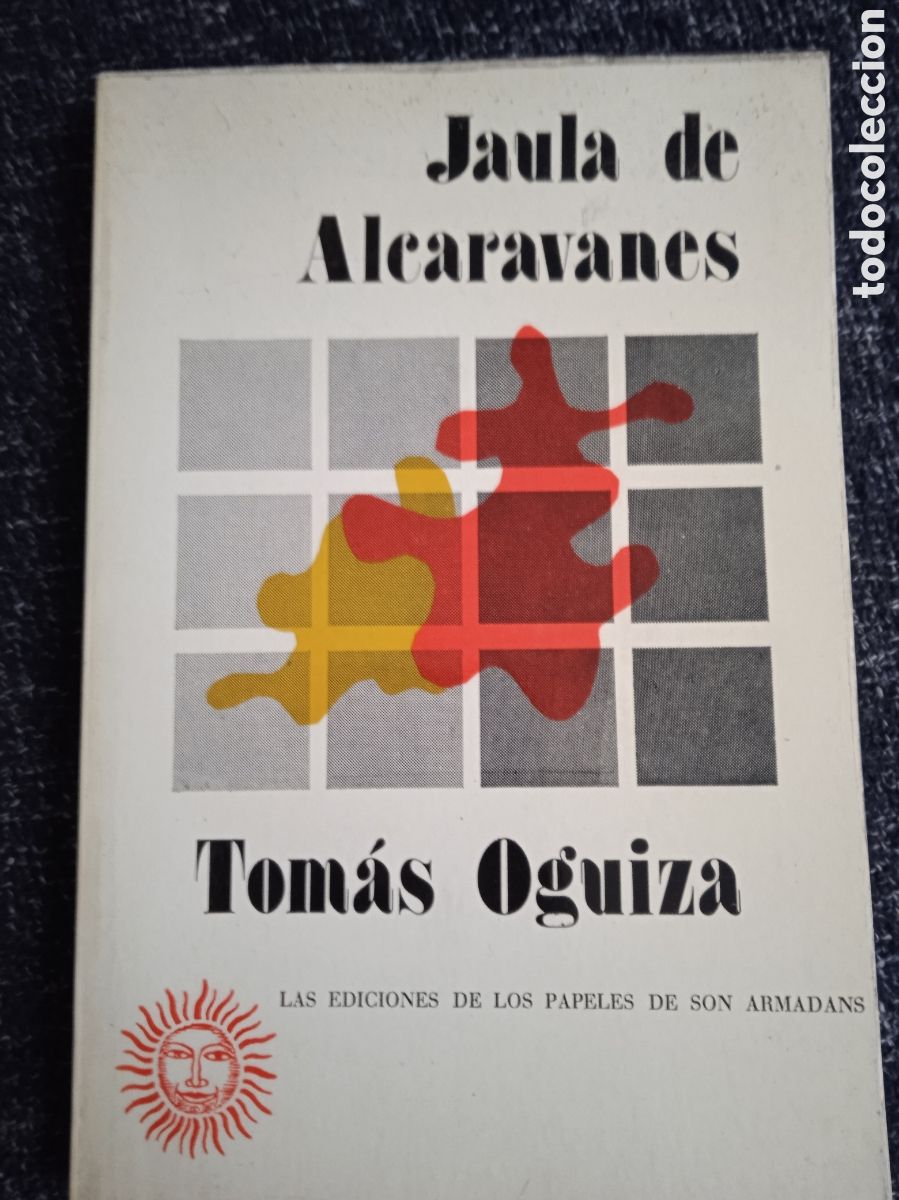 Jaula de
Alcaravanes
Tomás Oguiza
LAS EDICIONES DE LOS PAPELES DE SON ARMADANS
todocoleccion